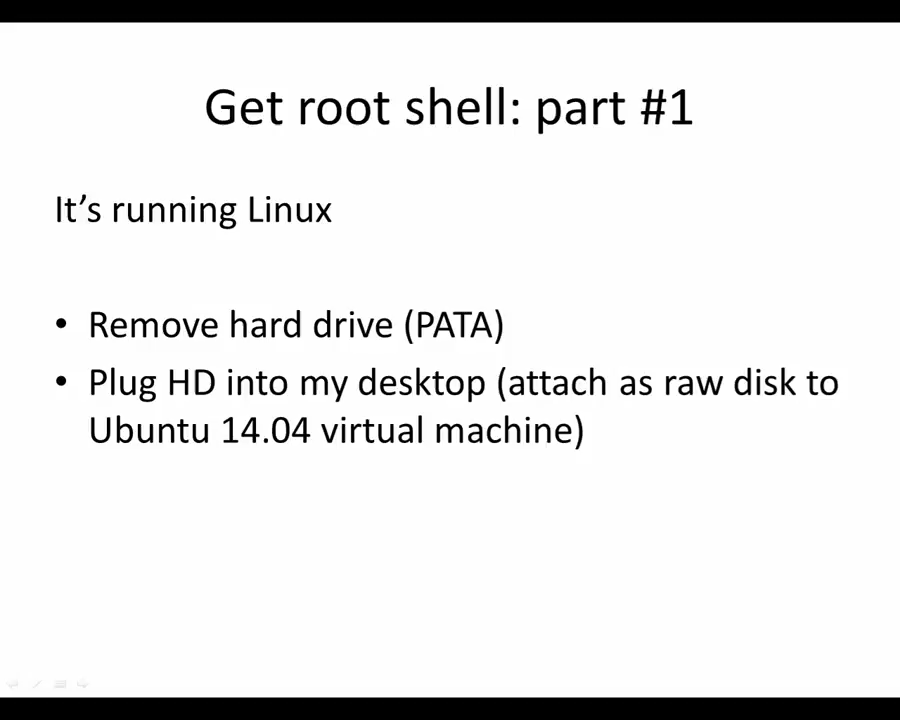 Get root shell: part #1
It's running Linux
• Remove hard drive (PATA)
• Plug HD into my desktop (attach as raw disk to
Ubuntu 14.04 virtual machine)